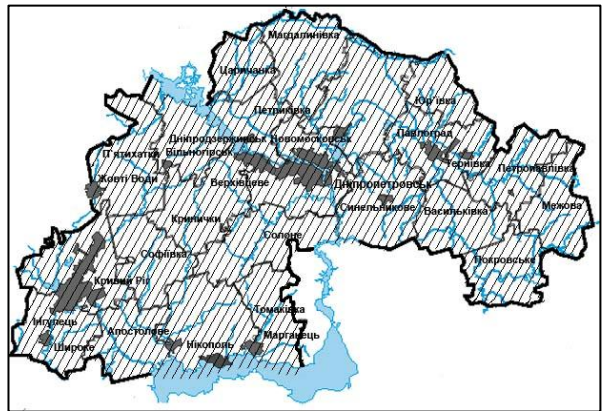 Магдалинівка
Царичанка
Юр'ївка
Петриківка
Дніпродзержинськ
Новомосковськ
Павлоград
П'ятихатки
Вільногірськ
Тернівка
Петропавлівка
Жовті Води
Верхівцеве
Дніпропетровськ
Синельникове
Васильківка
Межова
Кринички
Солоне
Софіївка
Покровське
Кривий Ріг
Томаківка
Інгулець
Апостолове
Нікополь
Марганець
Широке